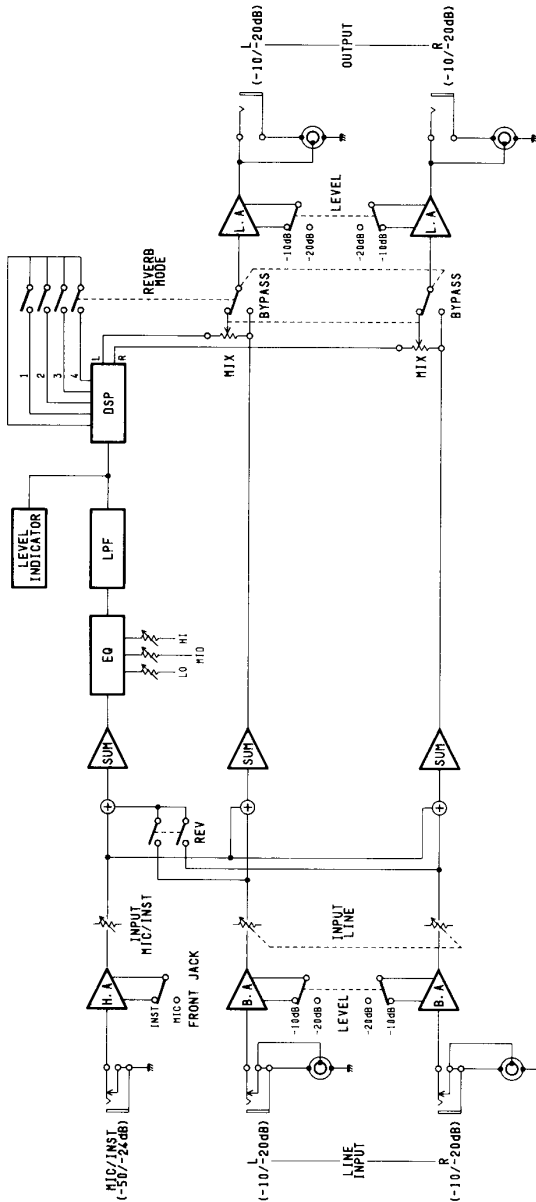 MIC/INST
(-50/-24dB)
H.A
INST
MIC
FRONT JACK
INPUT
MIC/INST
SUM
EQ
LO
MID
HI
LPF
LEVEL
INDICATOR
DSP
1
2
3
4
L
R
REVERB
MODE
REV
L
(-10/-20dB)
LINE
INPUT
R
(-10/-20dB)
B.A
-10dB
-20dB
LEVEL
-20dB
-10dB
B.A
INPUT
LINE
SUM
SUM
MIX
BYPASS
MIX
BYPASS
L.A
-10dB
-20dB
LEVEL
-20dB
-10dB
L.A
L
(-10/-20dB)
OUTPUT
R
(-10/-20dB)